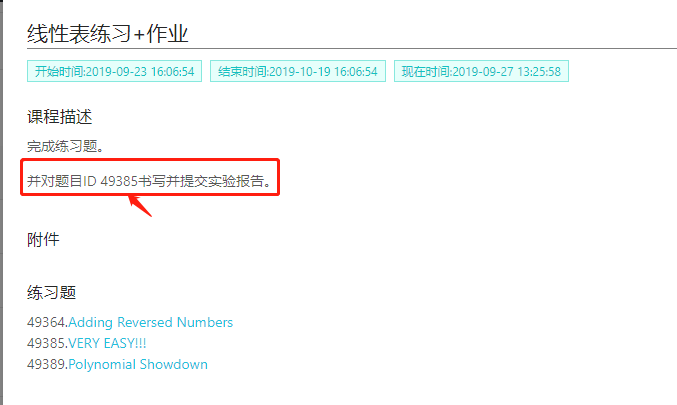 线性表练习+作业
开始时间:2019-09-23 16:06:54 结束时间:2019-10-19 16:06:54 现在时间:2019-09-27 13:25:58
课程描述
完成练习题。
并对题目ID 49385书写并提交实验报告。
附件
练习题
49364.Adding Reversed Numbers
49385.VERY EASY!!!
49389.Polynomial Showdown